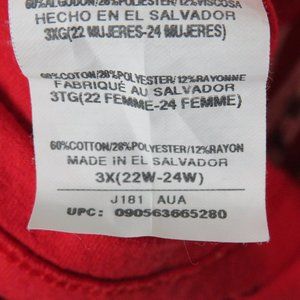 60%ALGODON/28%POLIESTER/12%VISCOSA
HECHO EN EL SALVADOR
3XG(22 MUJERES-24 MUJERES)
60%COTON/28%POLYESTER/12%RAYONNE
FABRIQUÉ AU SALVADOR
3TG(22 FEMME-24 FEMME)
60%COTTON/28%POLYESTER/12%RAYON
MADE IN EL SALVADOR
3X(22W-24W)
J181 AUA
UPC: 090563665280